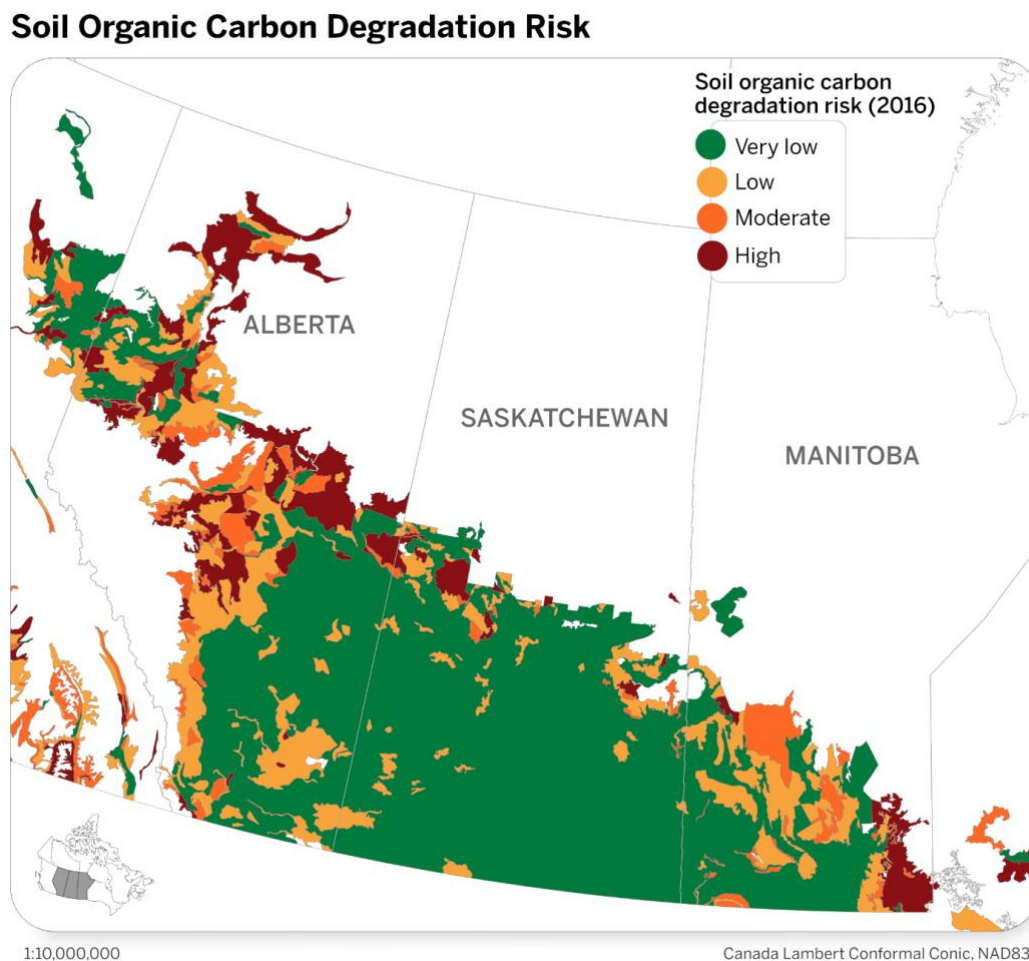 Soil Organic Carbon Degradation Risk
Soil organic carbon
degradation risk (2016)
Very low
Low
Moderate
High
ALBERTA
SASKATCHEWAN
MANITOBA
1:10,000,000
Canada Lambert Conformal Conic, NAD83